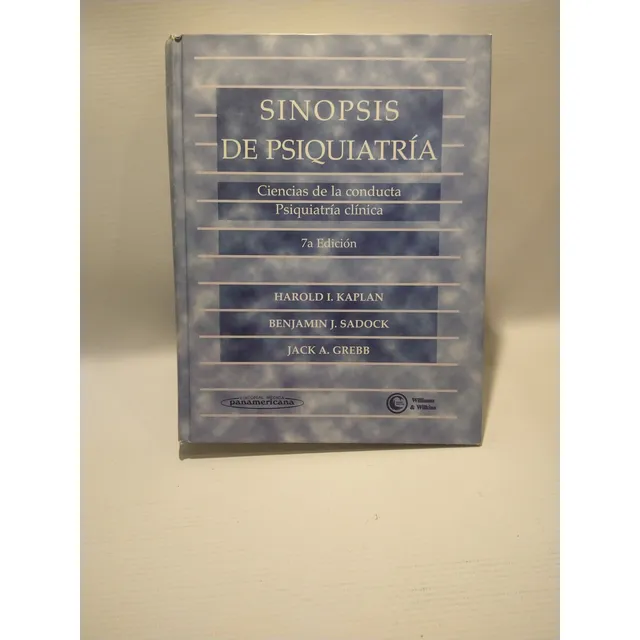 SINOPSIS
DE PSIQUIATRÍA
Ciencias de la conducta
Psiquiatría clínica
7a Edición
HAROLD I. KAPLAN
BENJAMIN J. SADOCK
JACK A. GREBB
panamericana
Williams
& Wilkins